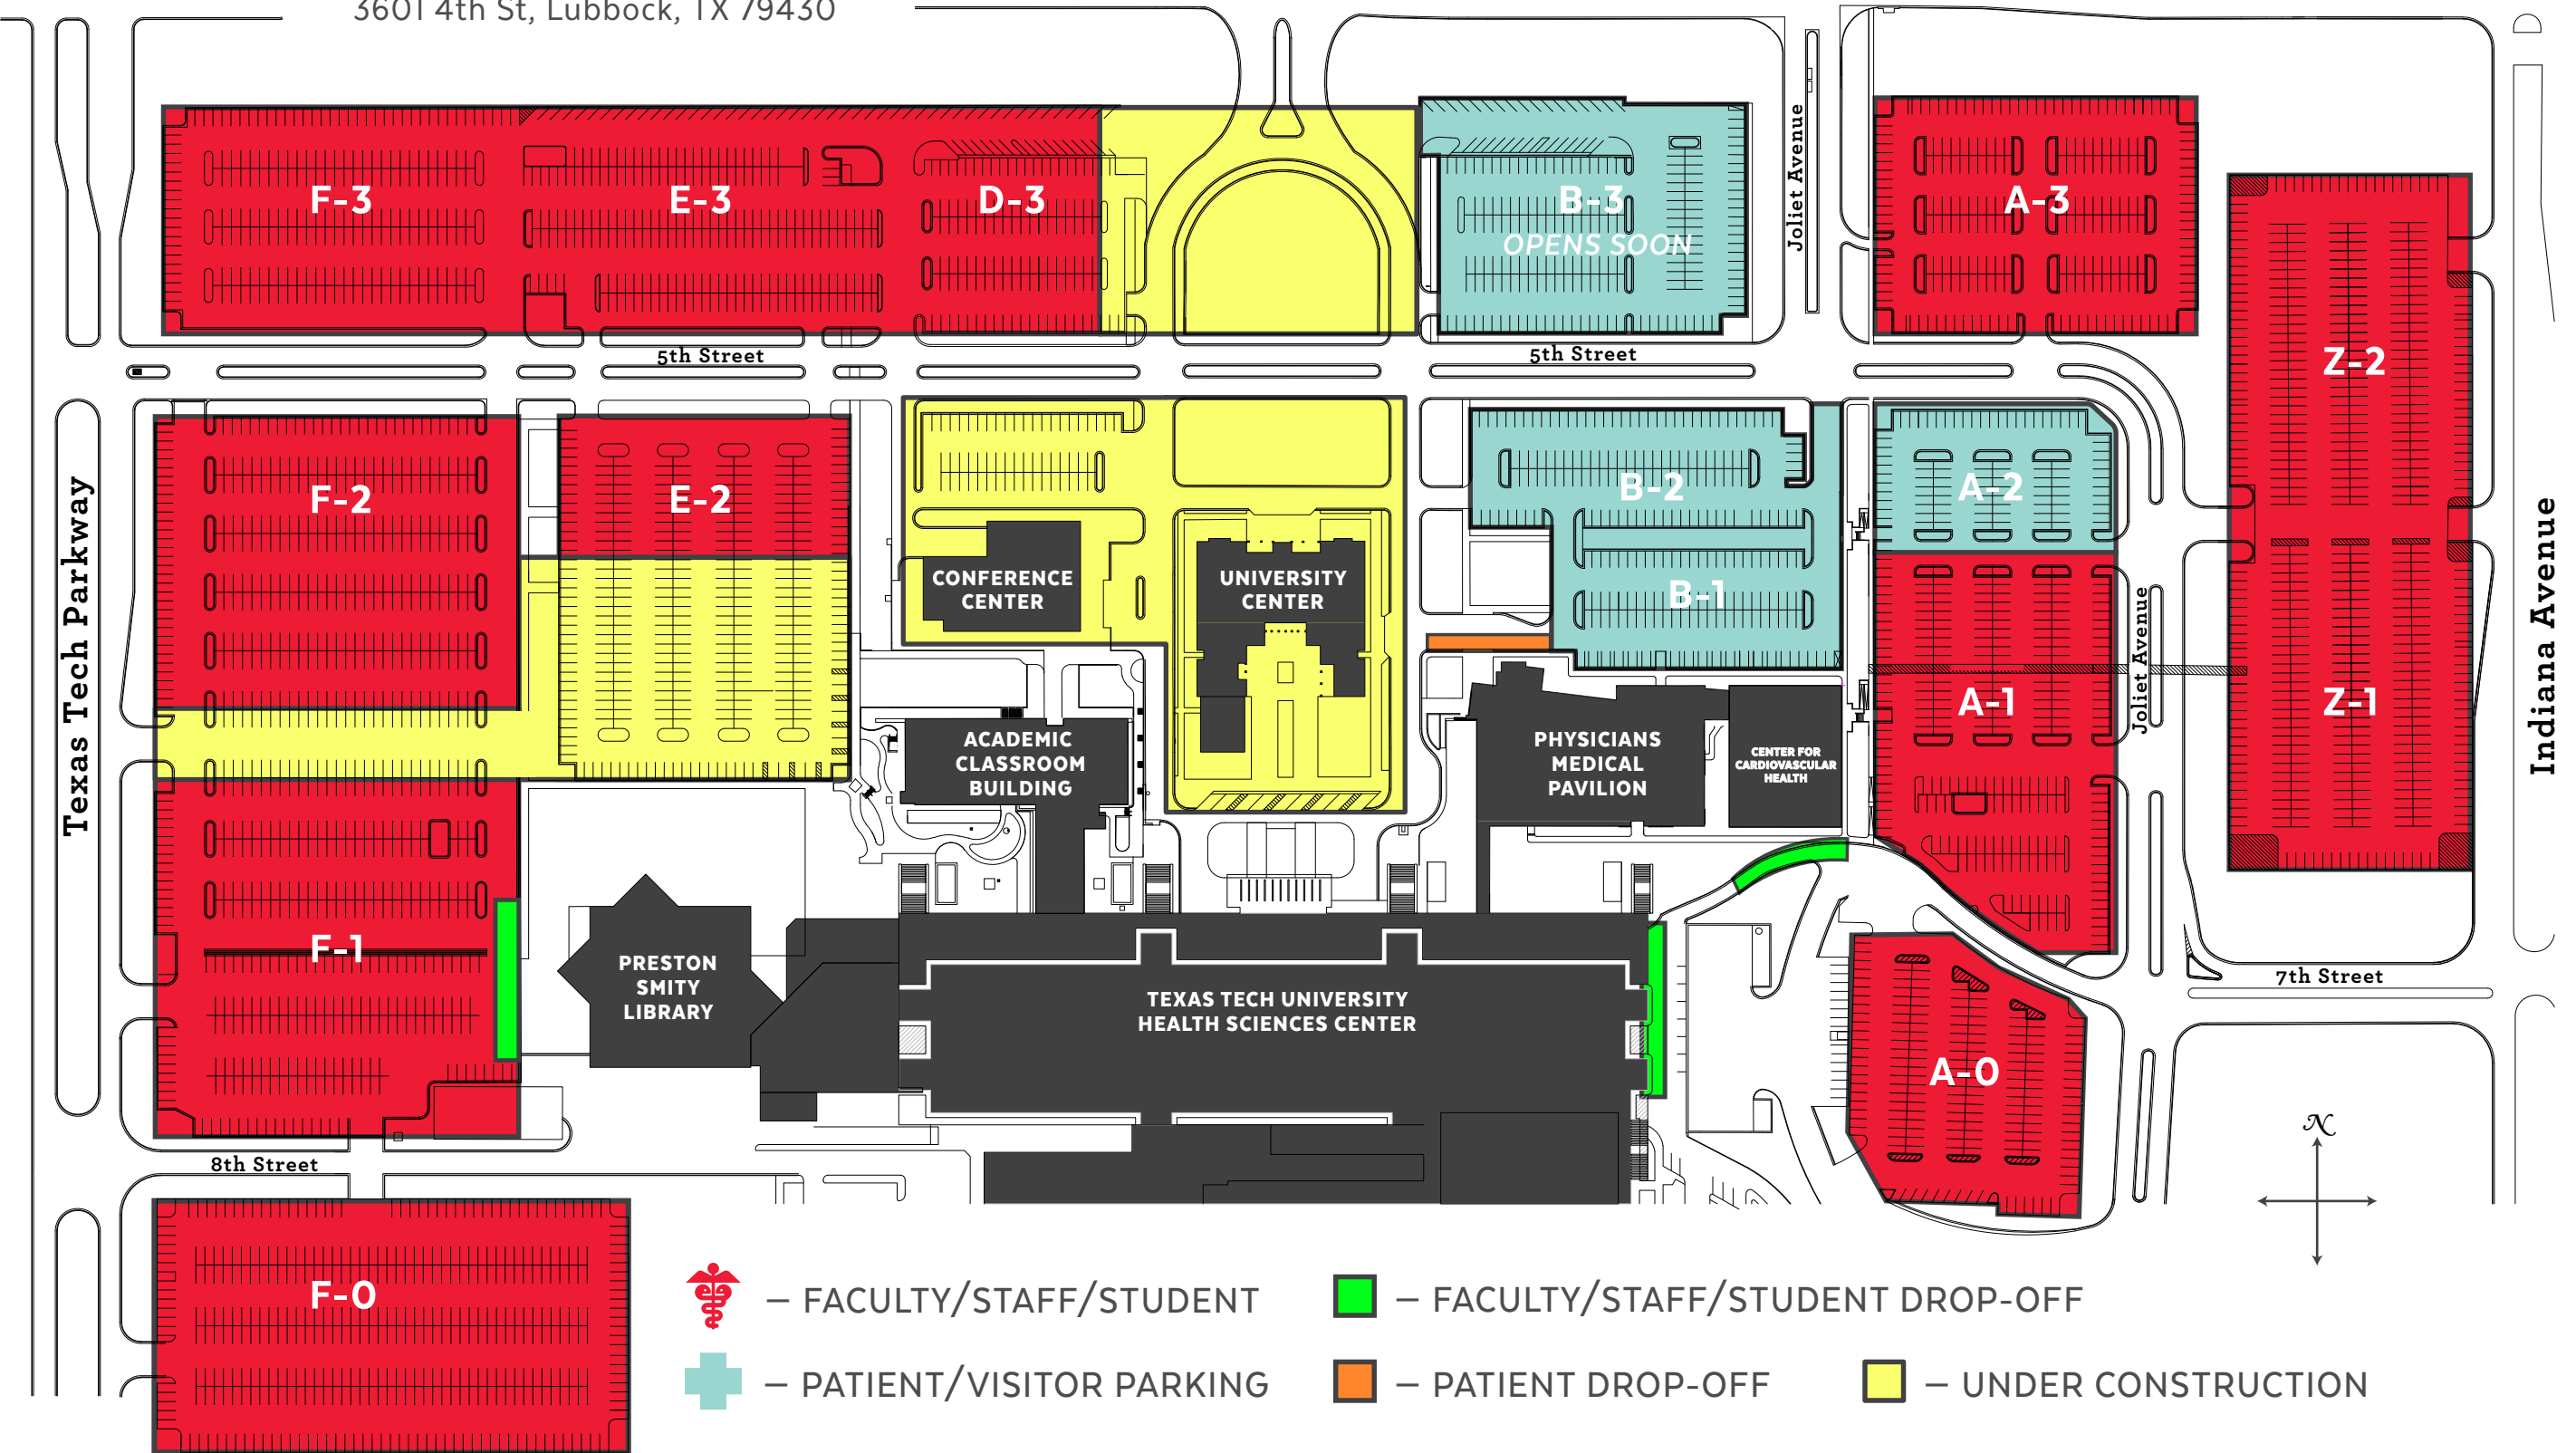 3601 4th St, Lubbock, TX 79430
F-3
E-3
D-3
B-3
OPENS SOON
Joliet Avenue
A-3
5th Street
5th Street
Z-2
Texas Tech Parkway
F-2
E-2
B-2
A-2
Indiana Avenue
CONFERENCE
CENTER
UNIVERSITY
CENTER
B-1
Joliet Avenue
A-1
Z-1
ACADEMIC
CLASSROOM
BUILDING
PHYSICIANS
MEDICAL
PAVILION
CENTER FOR
CARDIOVASCULAR
HEALTH
F-1
PRESTON
SMITY
LIBRARY
TEXAS TECH UNIVERSITY
HEALTH SCIENCES CENTER
7th Street
A-0
N
8th Street
F-0
– FACULTY/STAFF/STUDENT
– FACULTY/STAFF/STUDENT DROP-OFF
– PATIENT/VISITOR PARKING
– PATIENT DROP-OFF
– UNDER CONSTRUCTION